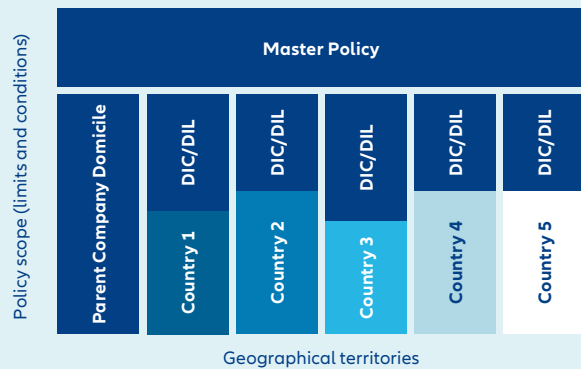 Policy scope (limits and conditions)
Master Policy
Parent Company Domicile
DIC/DIL
Country 1
DIC/DIL
Country 2
DIC/DIL
Country 3
DIC/DIL
Country 4
DIC/DIL
Country 5
Geographical territories